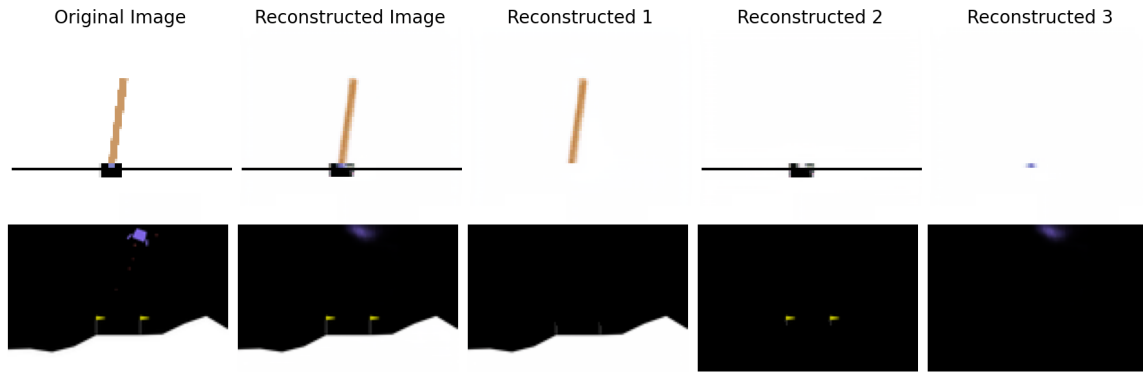 Original Image
Reconstructed Image
Reconstructed 1
Reconstructed 2
Reconstructed 3